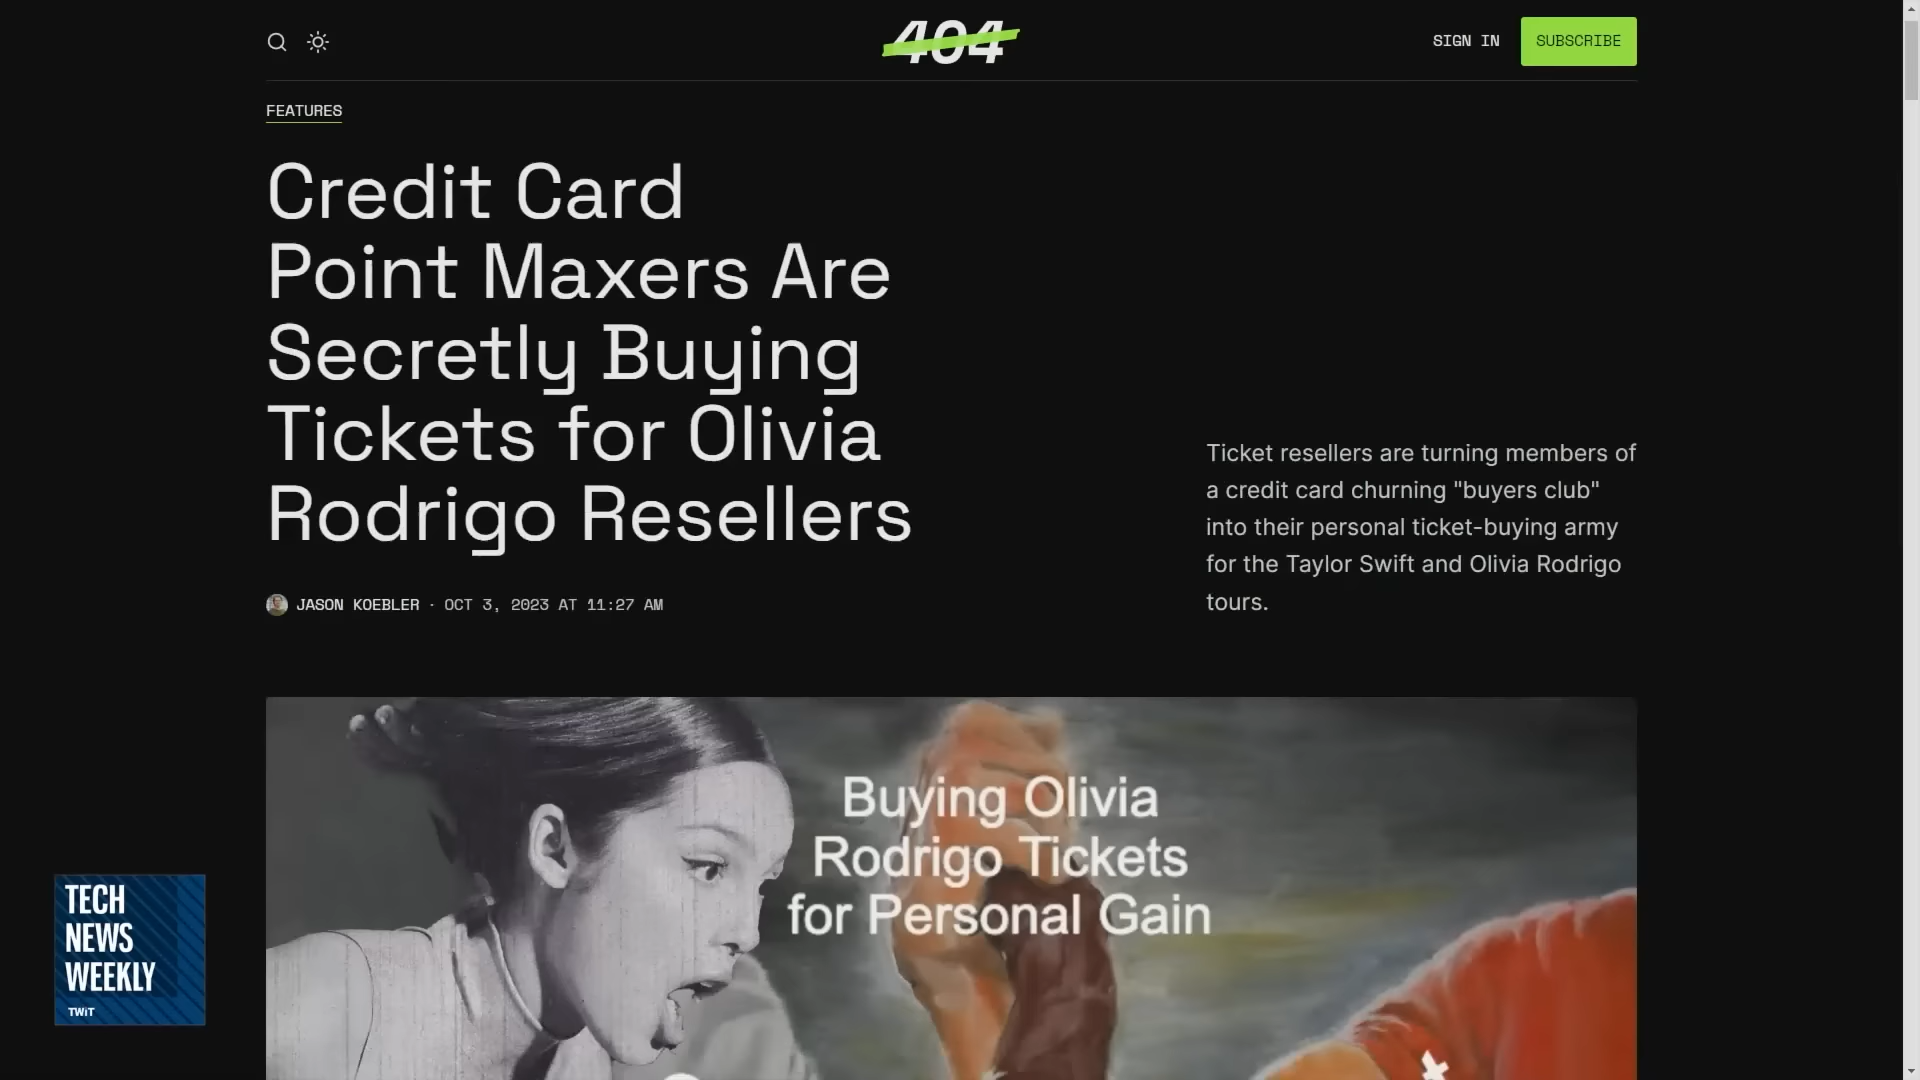 404
SIGN IN
SUBSCRIBE
FEATURES
Credit Card
Point Maxers Are
Secretly Buying
Tickets for Olivia
Rodrigo Resellers
JASON KOEBLER · OCT 3, 2023 AT 11:27 AM
Ticket resellers are turning members of
a credit card churning "buyers club"
into their personal ticket-buying army
for the Taylor Swift and Olivia Rodrigo
tours.
Buying Olivia
Rodrigo Tickets
for Personal Gain
TECH
NEWS
WEEKLY
TWiT